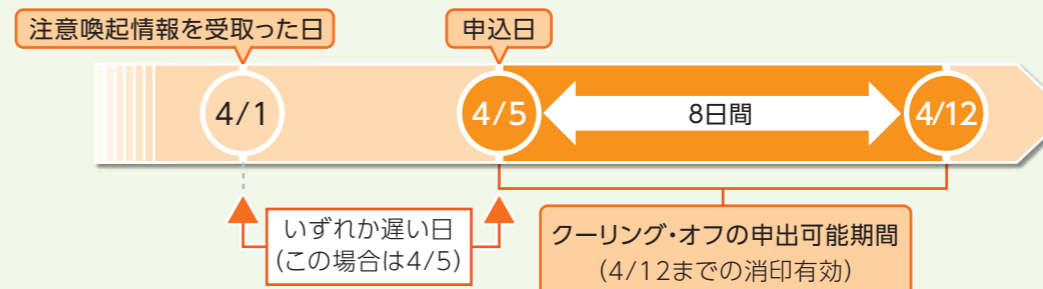 注意喚起情報を受取った日
申込日
4/1
4/5
8日間
4/12
いずれか遅い日
(この場合は4/5)
クーリング・オフの申出可能期間
(4/12までの消印有効)